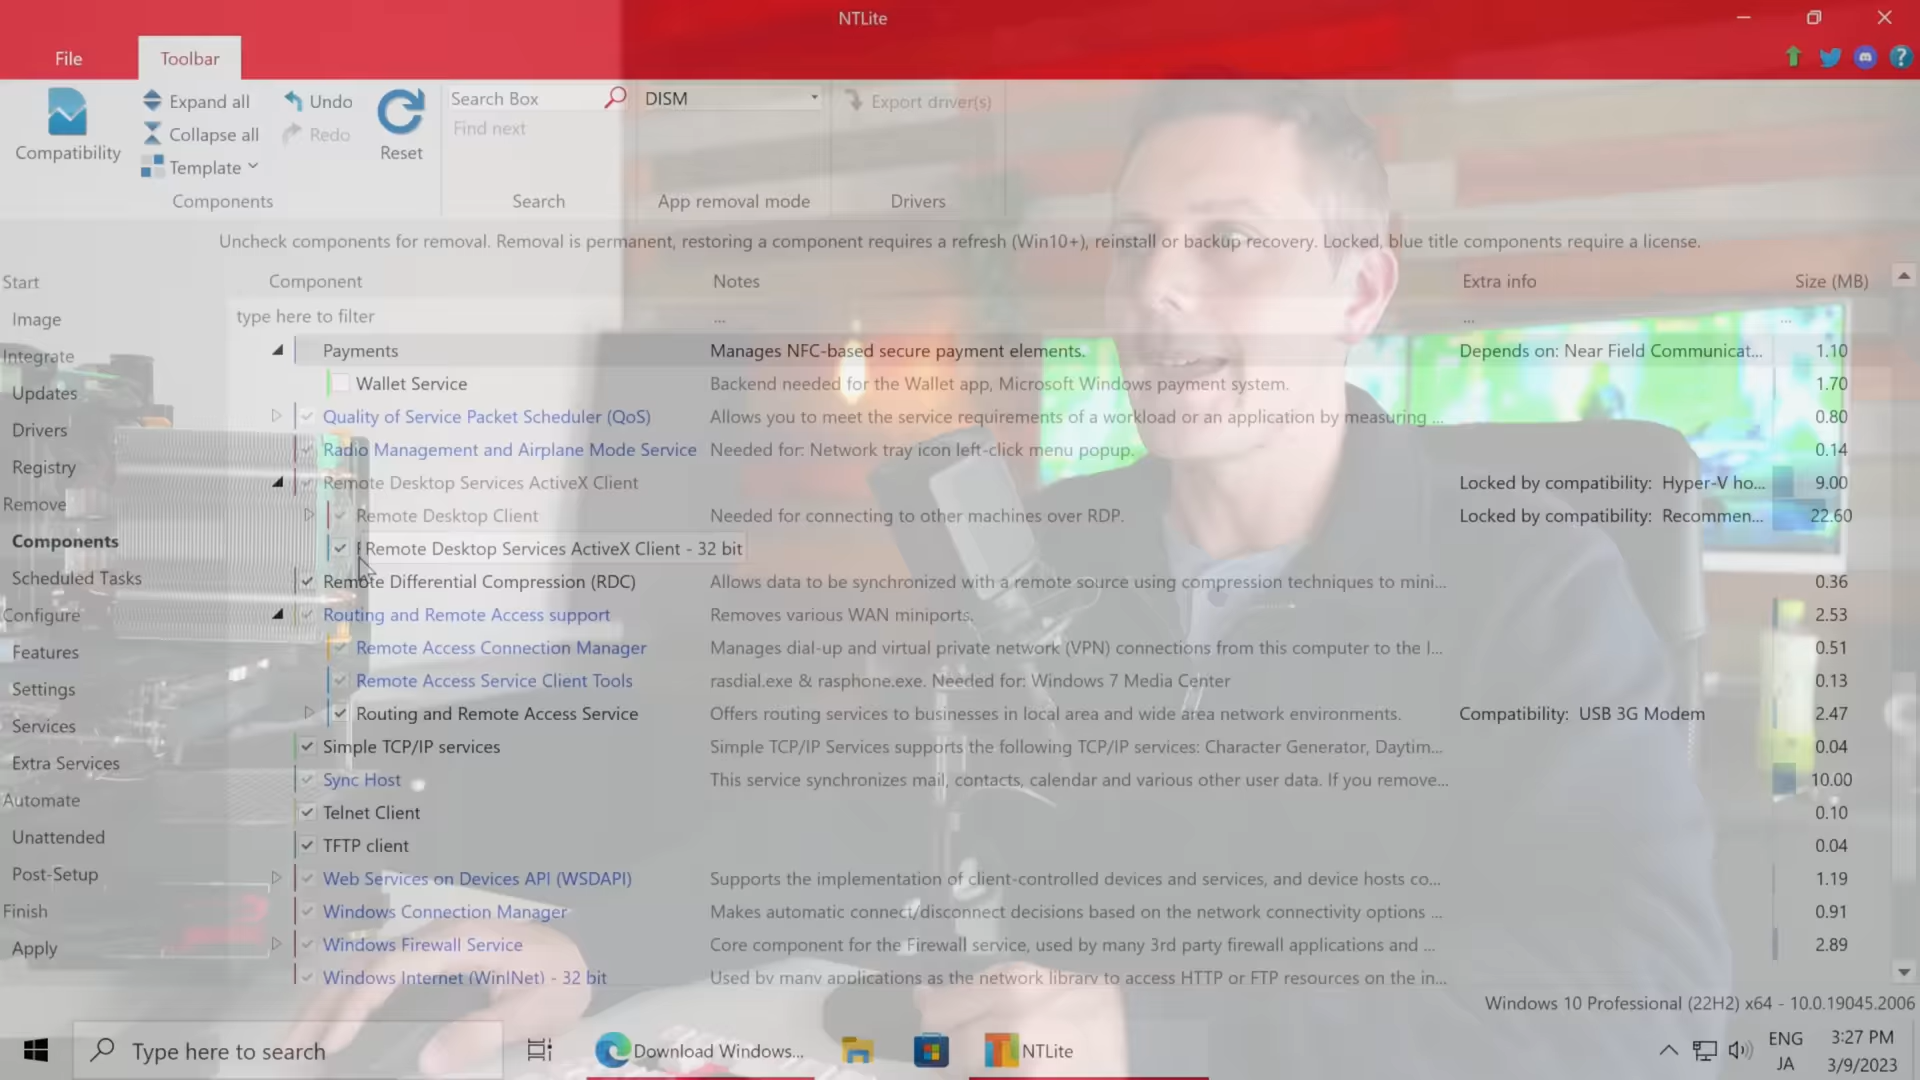 NTLite
File
Toolbar
Compatibility
Expand all
Collapse all
Template
Components
Undo
Redo
Reset
Search Box
Find next
Search
DISM
App removal mode
Export driver(s)
Drivers
Uncheck components for removal. Removal is permanent, restoring a component requires a refresh (Win10+), reinstall or backup recovery. Locked, blue title components require a license.
Start
Image
Integrate
Updates
Drivers
Registry
Remove
Components
Scheduled Tasks
Configure
Features
Settings
Services
Extra Services
Automate
Unattended
Post-Setup
Finish
Apply
Component Notes Extra info Size (MB)
type here to filter ... ... ...
Payments Manages NFC-based secure payment elements. Depends on: Near Field Communicat... 1.10
Wallet Service Backend needed for the Wallet app, Microsoft Windows payment system. 1.70
Quality of Service Packet Scheduler (QoS) Allows you to meet the service requirements of a workload or an application by measuring ... 0.80
Radio Management and Airplane Mode Service Needed for: Network tray icon left-click menu popup. 0.14
Remote Desktop Services ActiveX Client Locked by compatibility: Hyper-V ho... 9.00
Remote Desktop Client Needed for connecting to other machines over RDP. Locked by compatibility: Recommen... 22.60
Remote Desktop Services ActiveX Client - 32 bit
Remote Differential Compression (RDC) Allows data to be synchronized with a remote source using compression techniques to mini... 0.36
Routing and Remote Access support Removes various WAN miniports. 2.53
Remote Access Connection Manager Manages dial-up and virtual private network (VPN) connections from this computer to the I... 0.51
Remote Access Service Client Tools rasdial.exe & rasphone.exe. Needed for: Windows 7 Media Center 0.13
Routing and Remote Access Service Offers routing services to businesses in local area and wide area network environments. Compatibility: USB 3G Modem 2.47
Simple TCP/IP services Simple TCP/IP Services supports the following TCP/IP services: Character Generator, Daytim... 0.04
Sync Host This service synchronizes mail, contacts, calendar and various other user data. If you remove... 10.00
Telnet Client 0.10
TFTP client 0.04
Web Services on Devices API (WSDAPI) Supports the implementation of client-controlled devices and services, and device hosts co... 1.19
Windows Connection Manager Makes automatic connect/disconnect decisions based on the network connectivity options ... 0.91
Windows Firewall Service Core component for the Firewall service, used by many 3rd party firewall applications and ... 2.89
Windows Internet (WinINet) - 32 bit Used by many applications as the network library to access HTTP or FTP resources on the in...
Windows 10 Professional (22H2) x64 - 10.0.19045.2006
Type here to search
Download Windows...
NTLite
ENG
JA
3:27 PM
3/9/2023